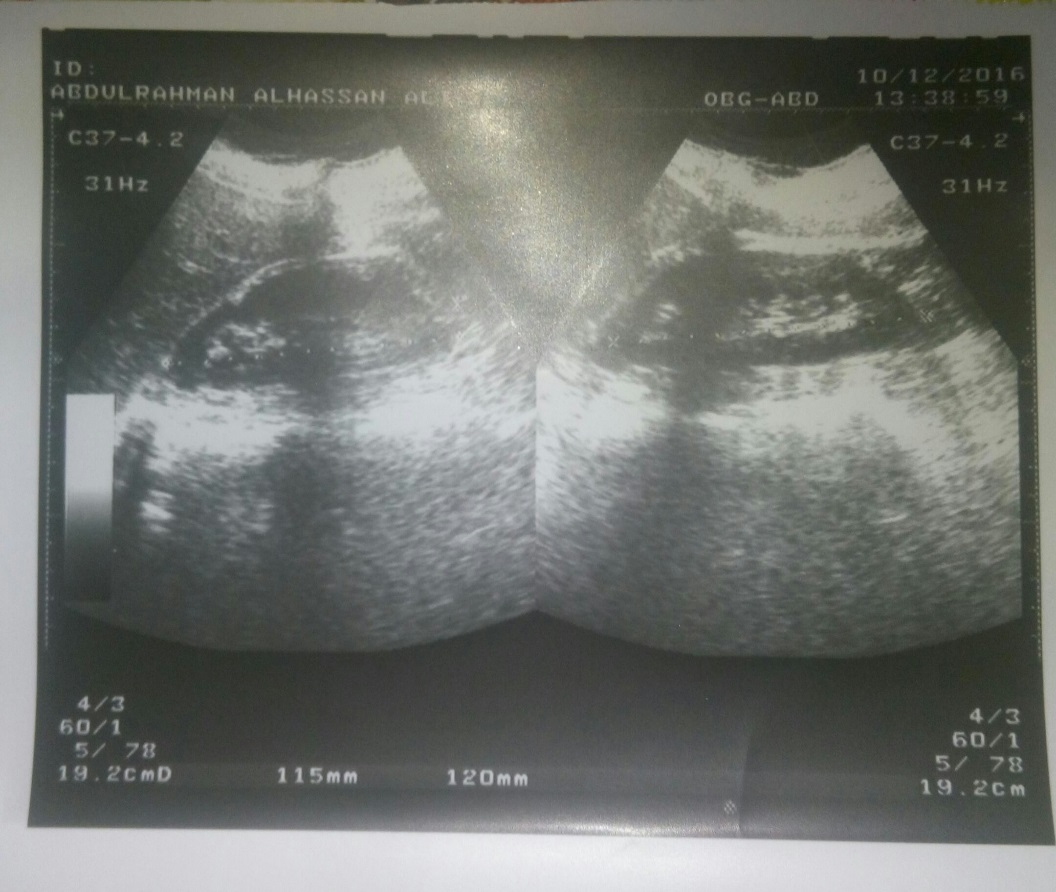 ID:
ABDULRAHMAN ALHASSAN
10/12/2016
OBG-ABD 13:38:59
C37-4.2
31Hz
C37-4.2
31Hz
4/3
60/1
5/ 78
19.2cmD 115mm 120mm
4/3
60/1
5/ 78
19.2cm